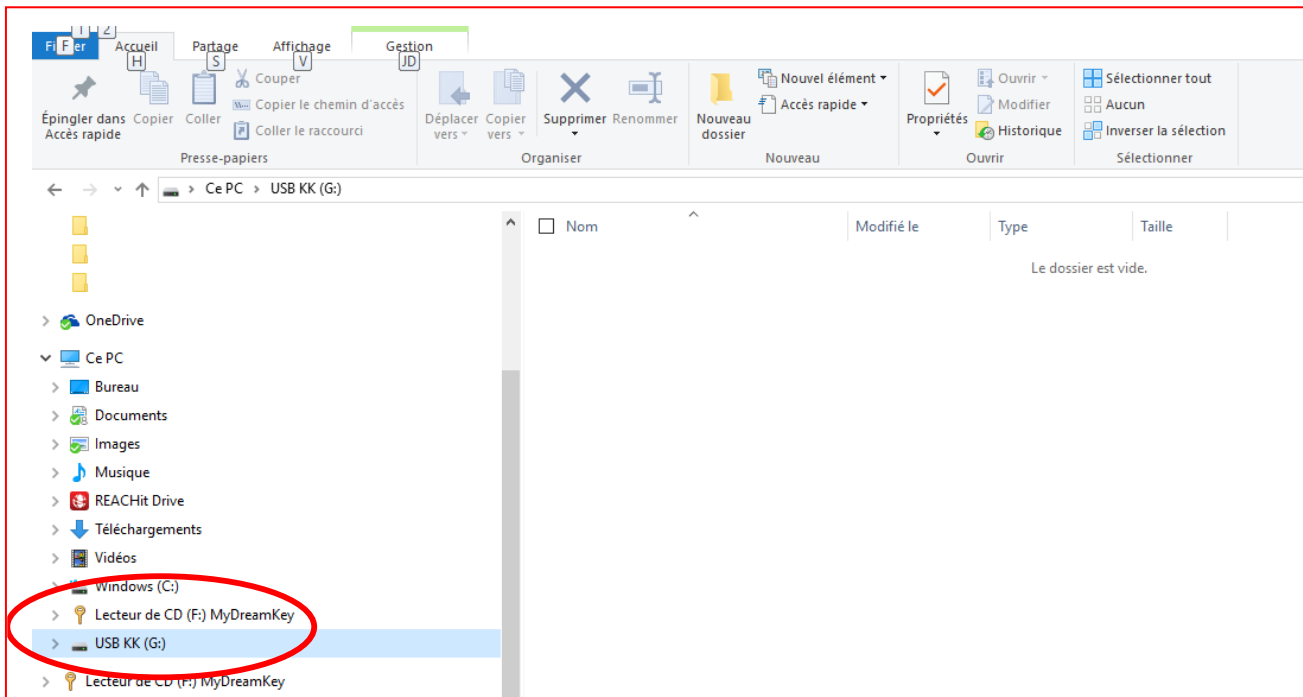 1 2
Fi F er Accueil Partage Affichage Gestion
H S V JD
Épingler dans
Accès rapide
Copier
Coller
Couper
Copier le chemin d'accès
Coller le raccourci
Presse-papiers
Déplacer
vers
Copier
vers
Supprimer
Renommer
Organiser
Nouveau
dossier
Nouvel élément
Accès rapide
Nouveau
Propriétés
Ouvrir
Modifier
Historique
Ouvrir
Sélectionner tout
Aucun
Inverser la sélection
Sélectionner
Ce PC > USB KK (G:)
Nom Modifié le Type Taille
Le dossier est vide.
OneDrive
Ce PC
Bureau
Documents
Images
Musique
REACHit Drive
Téléchargements
Vidéos
Windows (C:)
Lecteur de CD (F:) MyDreamKey
USB KK (G:)
Lecteur de CD (F:) MyDreamKey